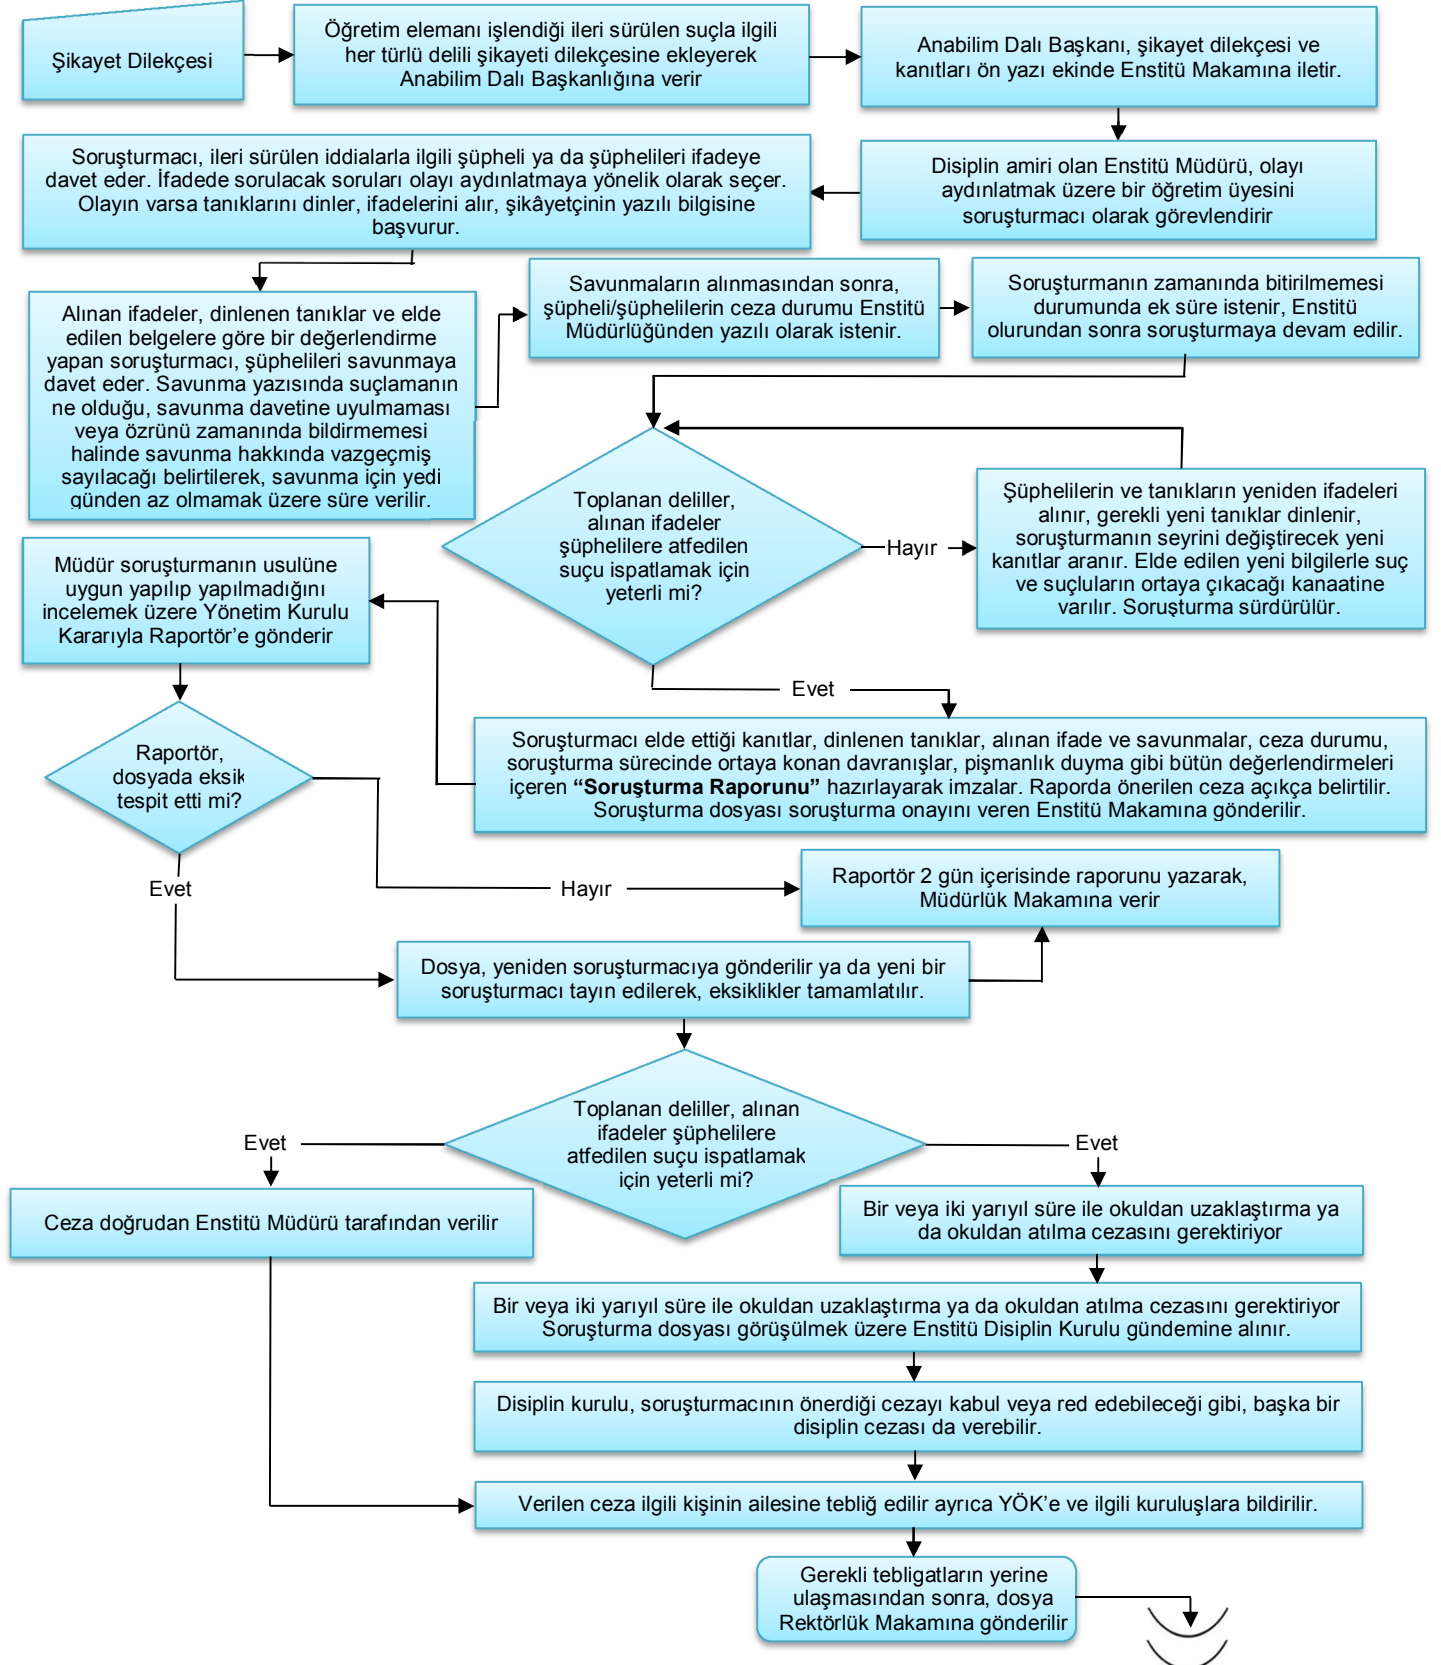 Şikayet Dilekçesi
Öğretim elemanı işlendiği ileri sürülen suçla ilgili
her türlü delili şikayeti dilekçesine ekleyerek
Anabilim Dalı Başkanlığına verir
Anabilim Dalı Başkanı, şikayet dilekçesi ve
kanıtları ön yazı ekinde Enstitü Makamına iletir.
Disiplin amiri olan Enstitü Müdürü, olayı
aydınlatmak üzere bir öğretim üyesini
soruşturmacı olarak görevlendirir
Soruşturmacı, ileri sürülen iddialarla ilgili şüpheli ya da şüphelileri ifadeye
davet eder. İfadede sorulacak soruları olayı aydınlatmaya yönelik olarak seçer.
Olayın varsa tanıklarını dinler, ifadelerini alır, şikâyetçinin yazılı bilgisine
başvurur.
Alınan ifadeler, dinlenen tanıklar ve elde
edilen belgelere göre bir değerlendirme
yapan soruşturmacı, şüphelileri savunmaya
davet eder. Savunma yazısında suçlamanın
ne olduğu, savunma davetine uyulmaması
veya özrünü zamanında bildirmemesi
halinde savunma hakkında vazgeçmiş
sayılacağı belirtilerek, savunma için yedi
günden az olmamak üzere süre verilir.
Savunmaların alınmasından sonra,
şüpheli/şüphelilerin ceza durumu Enstitü
Müdürlüğünden yazılı olarak istenir.
Soruşturmanın zamanında bitirilmemesi
durumunda ek süre istenir, Enstitü
olurundan sonra soruşturmaya devam edilir.
Toplanan deliller,
alınan ifadeler
şüphelilere atfedilen
suçu ispatlamak için
yeterli mi?
Hayır
Şüphelilerin ve tanıkların yeniden ifadeleri
alınır, gerekli yeni tanıklar dinlenir,
soruşturmanın seyrini değiştirecek yeni
kanıtlar aranır. Elde edilen yeni bilgilerle suç
ve suçluların ortaya çıkacağı kanaatine
varılır. Soruşturma sürdürülür.
Evet
Soruşturmacı elde ettiği kanıtlar, dinlenen tanıklar, alınan ifade ve savunmalar, ceza durumu,
soruşturma sürecinde ortaya konan davranışlar, pişmanlık duyma gibi bütün değerlendirmeleri
içeren “Soruşturma Raporunu” hazırlayarak imzalar. Raporda önerilen ceza açıkça belirtilir.
Soruşturma dosyası soruşturma onayını veren Enstitü Makamına gönderilir.
Müdür soruşturmanın usulüne
uygun yapılıp yapılmadığını
incelemek üzere Yönetim Kurulu
Kararıyla Raportör’e gönderir
Raportör,
dosyada eksik
tespit etti mi?
Evet
Hayır
Raportör 2 gün içerisinde raporunu yazarak,
Müdürlük Makamına verir
Dosya, yeniden soruşturmacıya gönderilir ya da yeni bir
soruşturmacı tayin edilerek, eksiklikler tamamlatılır.
Toplanan deliller, alınan
ifadeler şüphelilere
atfedilen suçu ispatlamak
için yeterli mi?
Evet
Evet
Ceza doğrudan Enstitü Müdürü tarafından verilir
Bir veya iki yarıyıl süre ile okuldan uzaklaştırma ya
da okuldan atılma cezasını gerektiriyor
Bir veya iki yarıyıl süre ile okuldan uzaklaştırma ya da okuldan atılma cezasını gerektiriyor
Soruşturma dosyası görüşülmek üzere Enstitü Disiplin Kurulu gündemine alınır.
Disiplin kurulu, soruşturmacının önerdiği cezayı kabul veya red edebileceği gibi, başka bir
disiplin cezası da verebilir.
Verilen ceza ilgili kişinin ailesine tebliğ edilir ayrıca YÖK’e ve ilgili kuruluşlara bildirilir.
Gerekli tebligatların yerine
ulaşmasından sonra, dosya
Rektörlük Makamına gönderilir